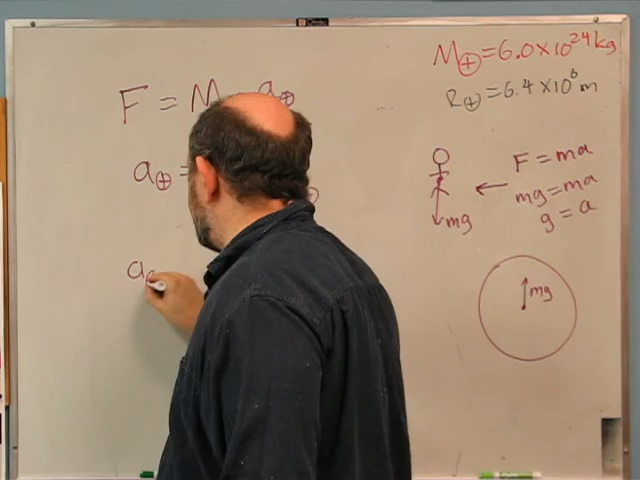 M⊕=6.0×10²⁴kg
R⊕=6.4×10⁶m
F = M a⊕
a⊕=
a
F=ma
mg=ma
g=a
mg
mg